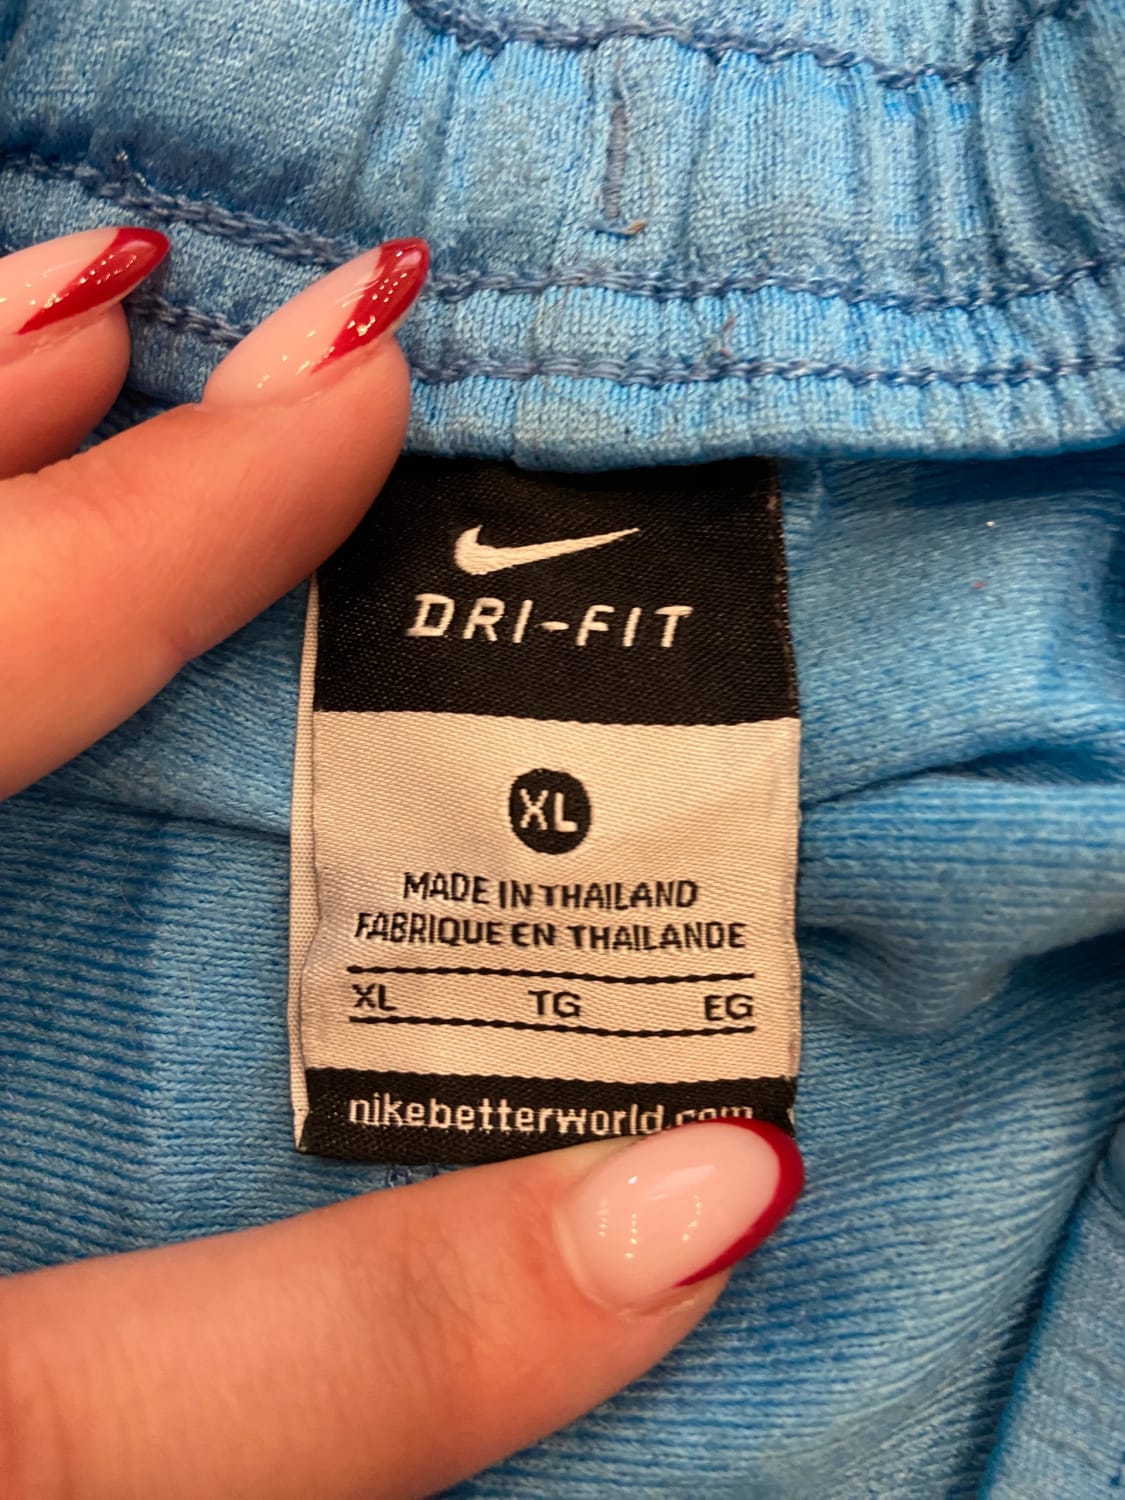 DRI-FIT
XL
MADE IN THAILAND
FABRIQUE EN THAILANDE
XL TG EG
nikebetterworld.com